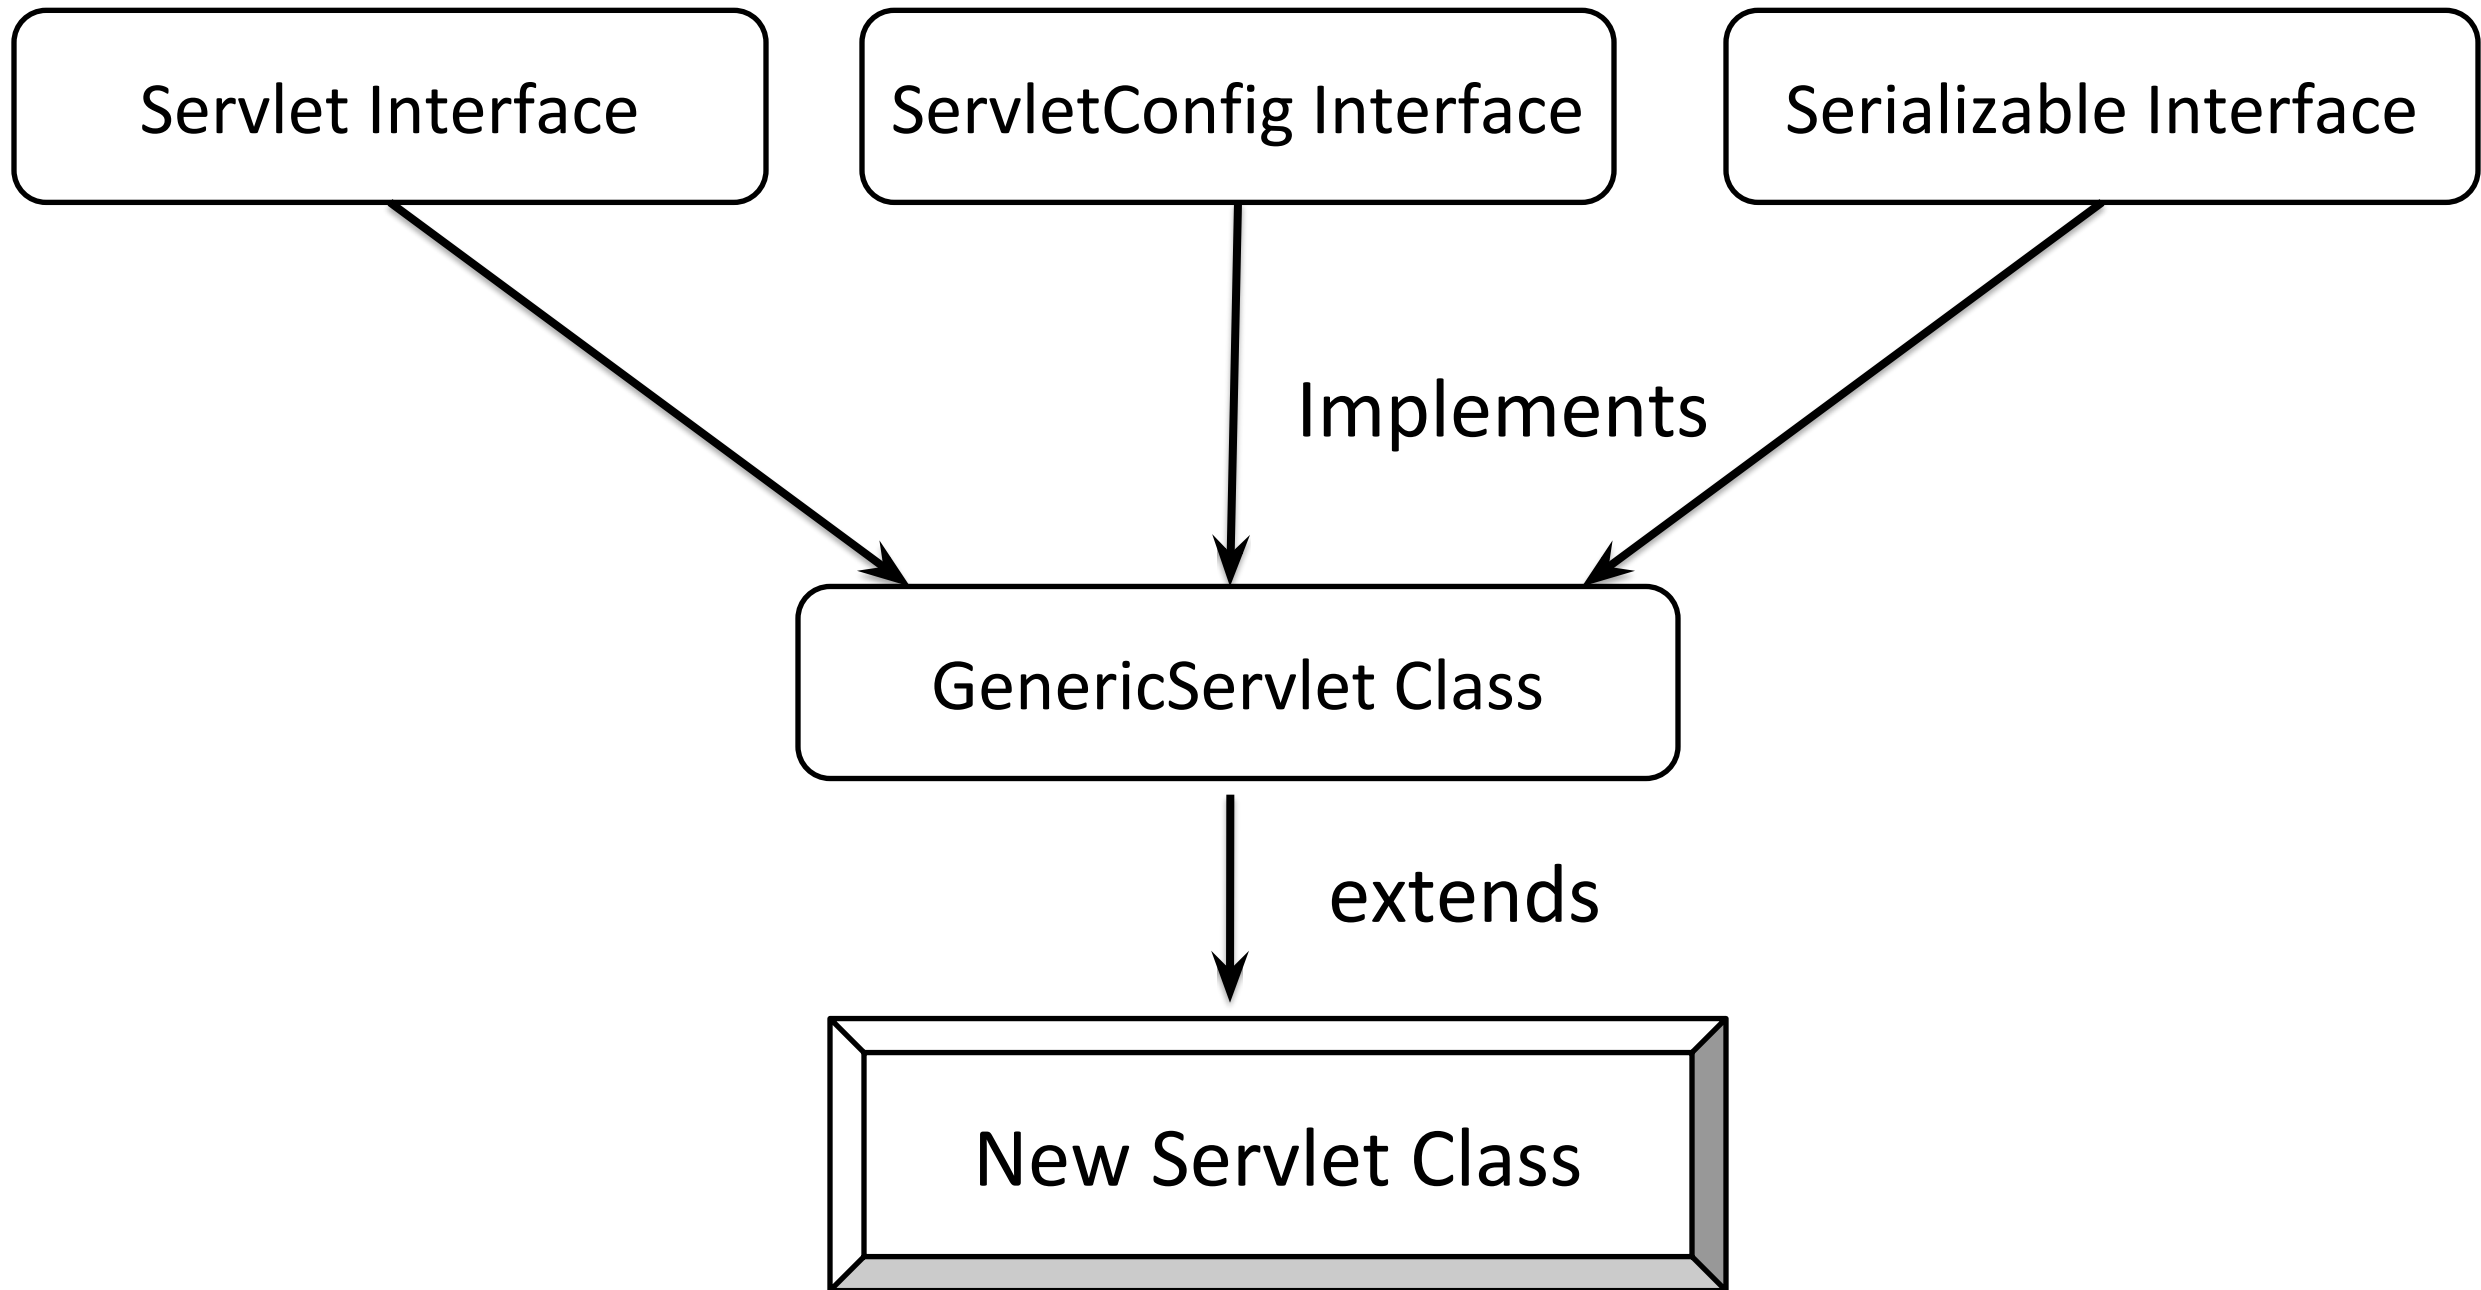 Servlet Interface
ServletConfig Interface
Serializable Interface
Implements
GenericServlet Class
extends
New Servlet Class